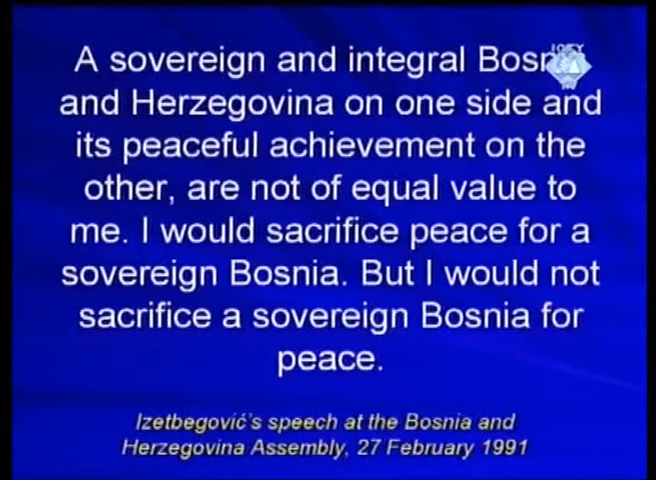 A sovereign and integral Bosnia
and Herzegovina on one side and
its peaceful achievement on the
other, are not of equal value to
me. I would sacrifice peace for a
sovereign Bosnia. But I would not
sacrifice a sovereign Bosnia for
peace.
Izetbegović's speech at the Bosnia and
Herzegovina Assembly, 27 February 1991